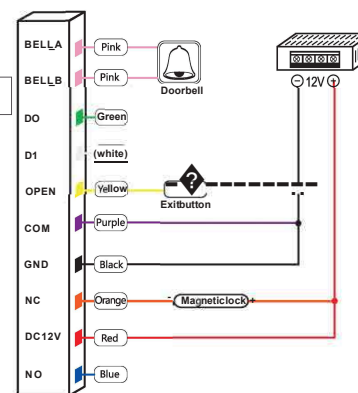 BELL_A Pink
BELL_B Pink
Doorbell
12V
DO Green
D1 (white)
OPEN Yellow
?
Exitbutton
COM Purple
GND Black
NC Orange - Magneticlock +
DC12V Red
NO Blue